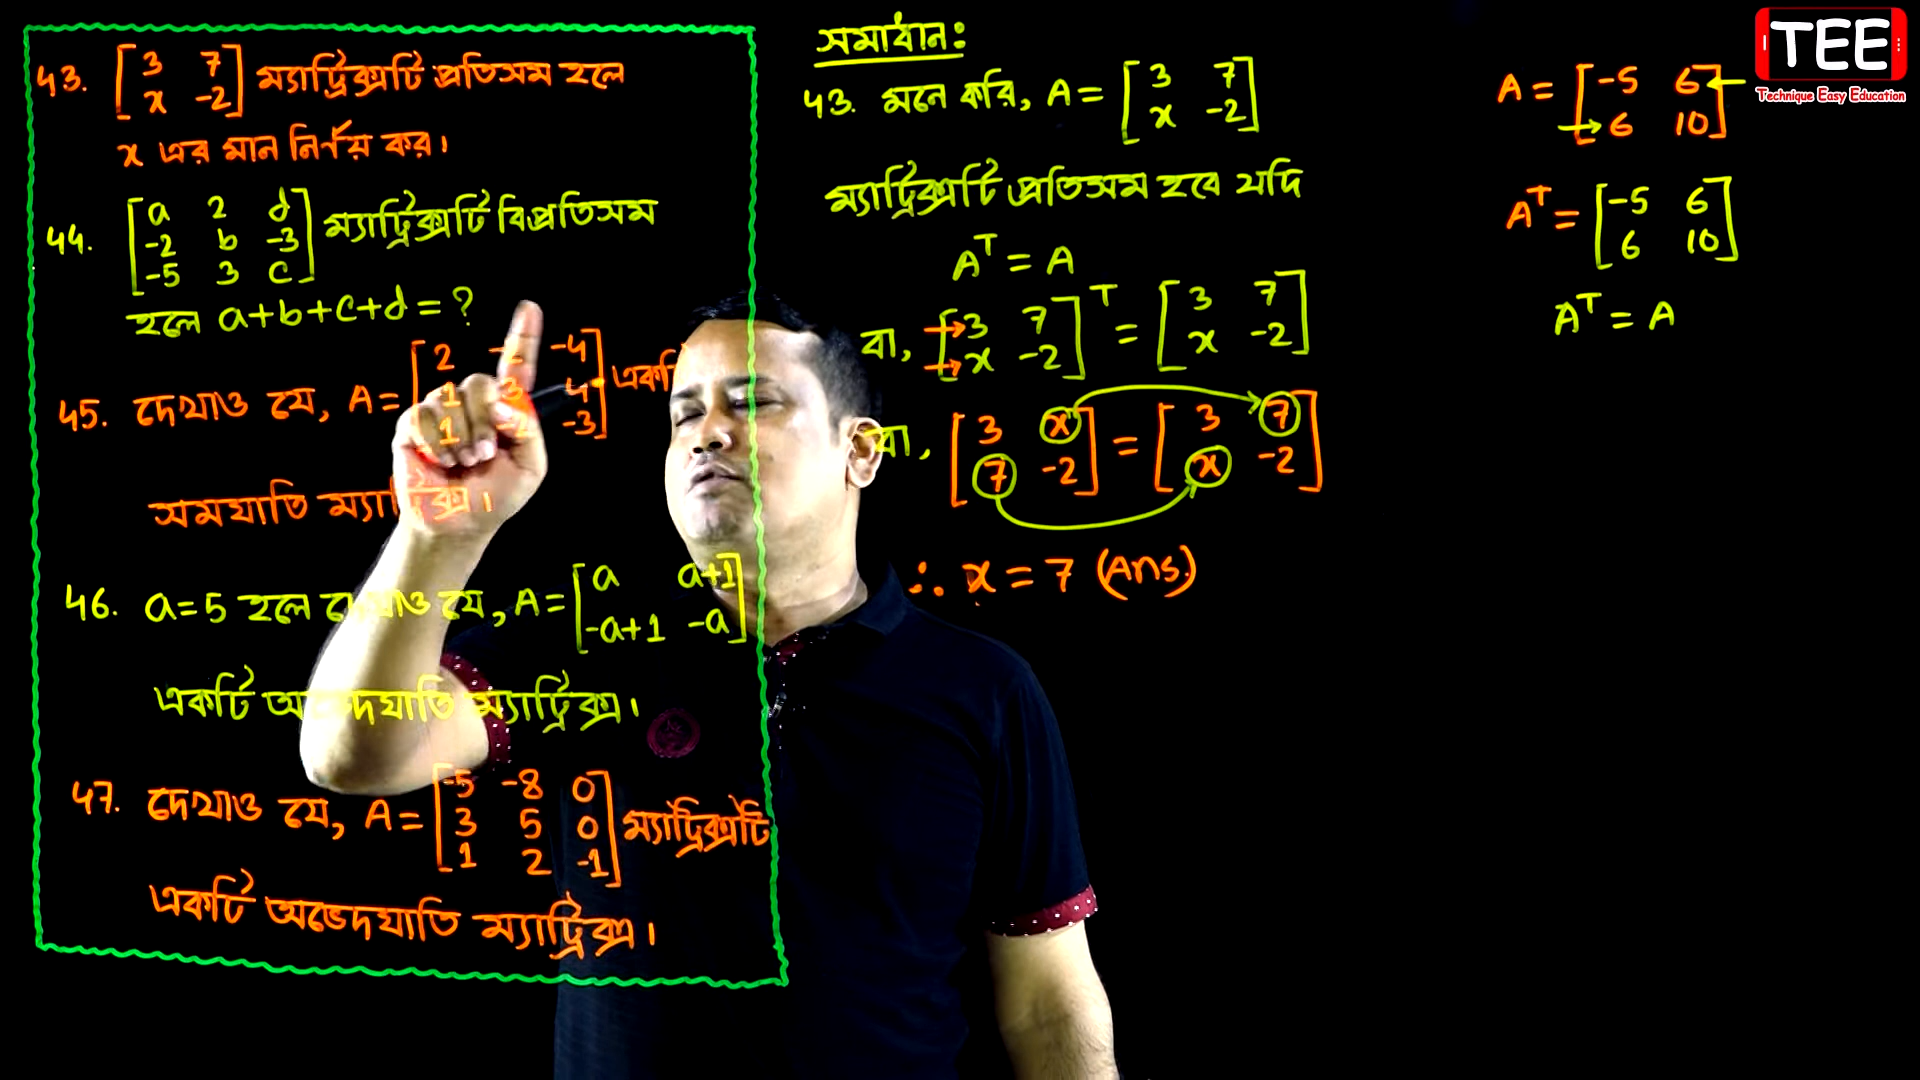 43. [3 7
x -2] ম্যাট্রিক্সটি প্রতিসম হলে
x এর মান নির্ণয় কর।
44. [a 2 d
-2 b -3
-5 3 c] ম্যাট্রিক্সটি বিপ্রতিসম
হলে a+b+c+d = ?
45. দেখাও যে, A = [2 -4
1 3 4
1 -2 -3]
সমঘাতি
46. a=5 হলে দেখাও যে, A = [a a+1
-a+1 -a]
একটি অভেদঘাতি ম্যাট্রিক্স।
47. দেখাও যে, A = [-5 -8 0
3 5 0
1 2 -1] ম্যাট্রিক্সটি
একটি অভেদঘাতি ম্যাট্রিক্স।
সমাধান:
43. মনে করি, A = [3 7
x -2]
ম্যাট্রিক্সটি প্রতিসম হবে যদি
Aᵀ = A
বা, [3 7
x -2]ᵀ = [3 7
x -2]
বা, [3 x
7 -2] = [3 7
x -2]
∴ x = 7 (Ans.)
A = [-5 6
6 10]
Aᵀ = [-5 6
6 10]
Aᵀ = A
TEE
Technique Easy Education